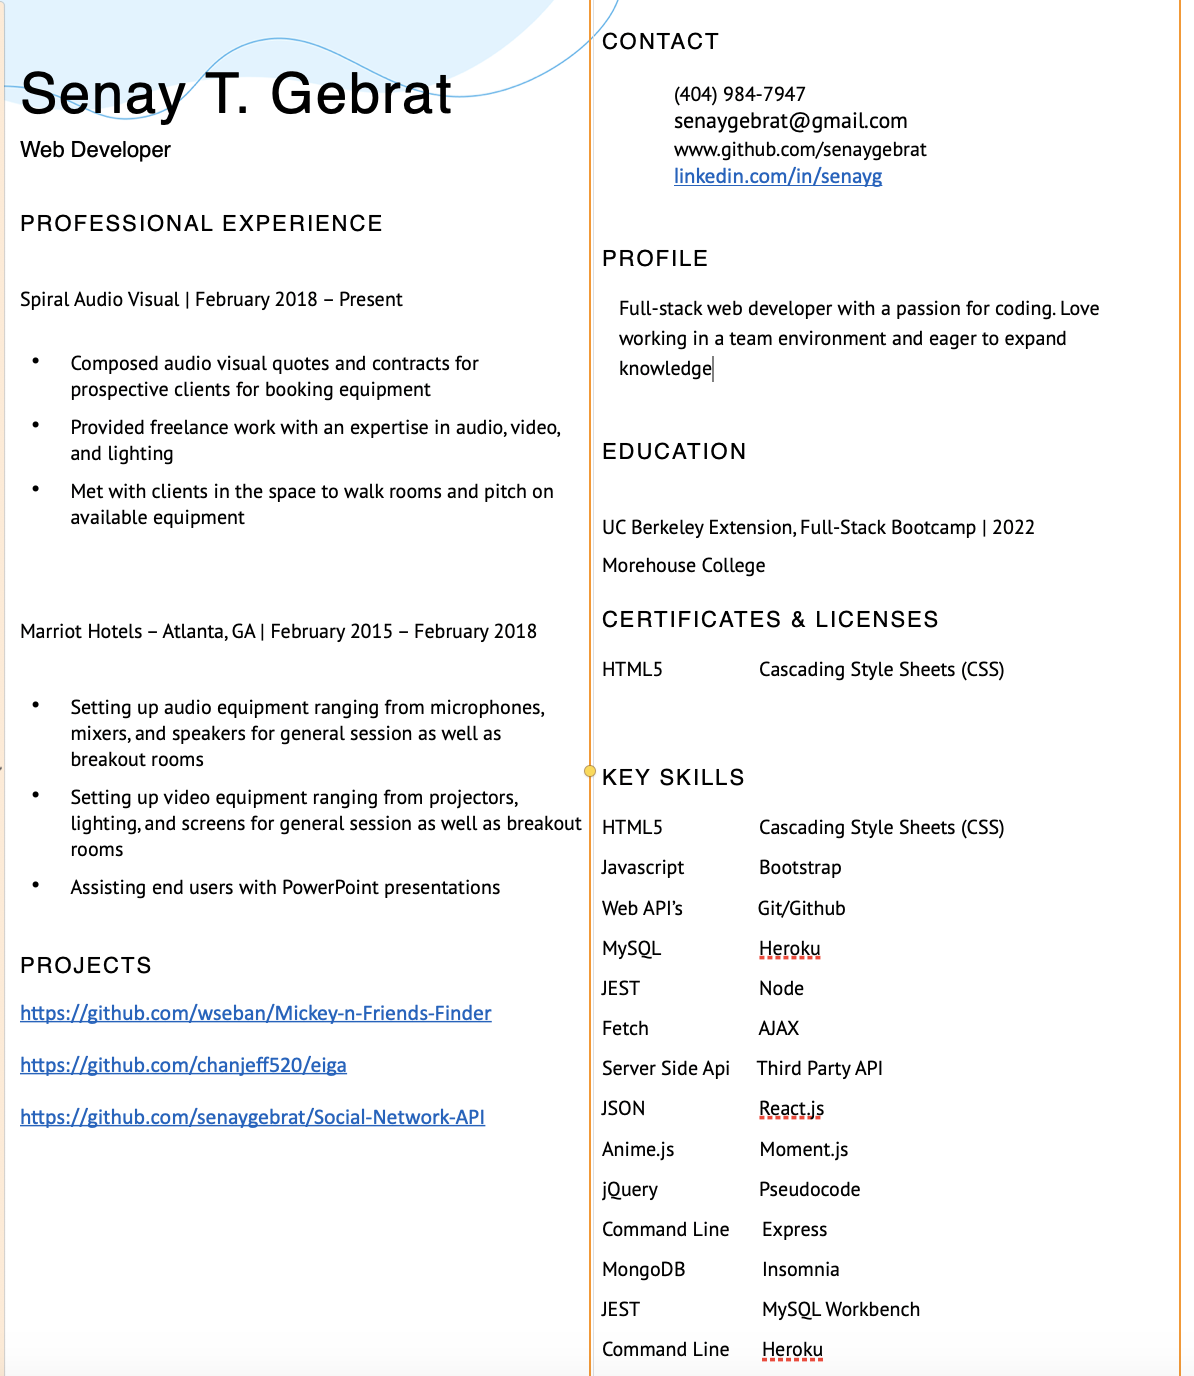 Senay T. Gebrat
Web Developer
PROFESSIONAL EXPERIENCE
Spiral Audio Visual | February 2018 – Present
• Composed audio visual quotes and contracts for
prospective clients for booking equipment
• Provided freelance work with an expertise in audio, video,
and lighting
• Met with clients in the space to walk rooms and pitch on
available equipment
Marriot Hotels – Atlanta, GA | February 2015 – February 2018
• Setting up audio equipment ranging from microphones,
mixers, and speakers for general session as well as
breakout rooms
• Setting up video equipment ranging from projectors,
lighting, and screens for general session as well as breakout
rooms
• Assisting end users with PowerPoint presentations
PROJECTS
https://github.com/wseban/Mickey-n-Friends-Finder
https://github.com/chanjeff520/eiga
https://github.com/senaygebrat/Social-Network-API
CONTACT
(404) 984-7947
senaygebrat@gmail.com
www.github.com/senaygebrat
linkedin.com/in/senayg
PROFILE
Full-stack web developer with a passion for coding. Love
working in a team environment and eager to expand
knowledge
EDUCATION
UC Berkeley Extension, Full-Stack Bootcamp | 2022
Morehouse College
CERTIFICATES & LICENSES
HTML5 Cascading Style Sheets (CSS)
KEY SKILLS
HTML5 Cascading Style Sheets (CSS)
Javascript Bootstrap
Web API’s Git/Github
MySQL Heroku
JEST Node
Fetch AJAX
Server Side Api Third Party API
JSON React.js
Anime.js Moment.js
jQuery Pseudocode
Command Line Express
MongoDB Insomnia
JEST MySQL Workbench
Command Line Heroku